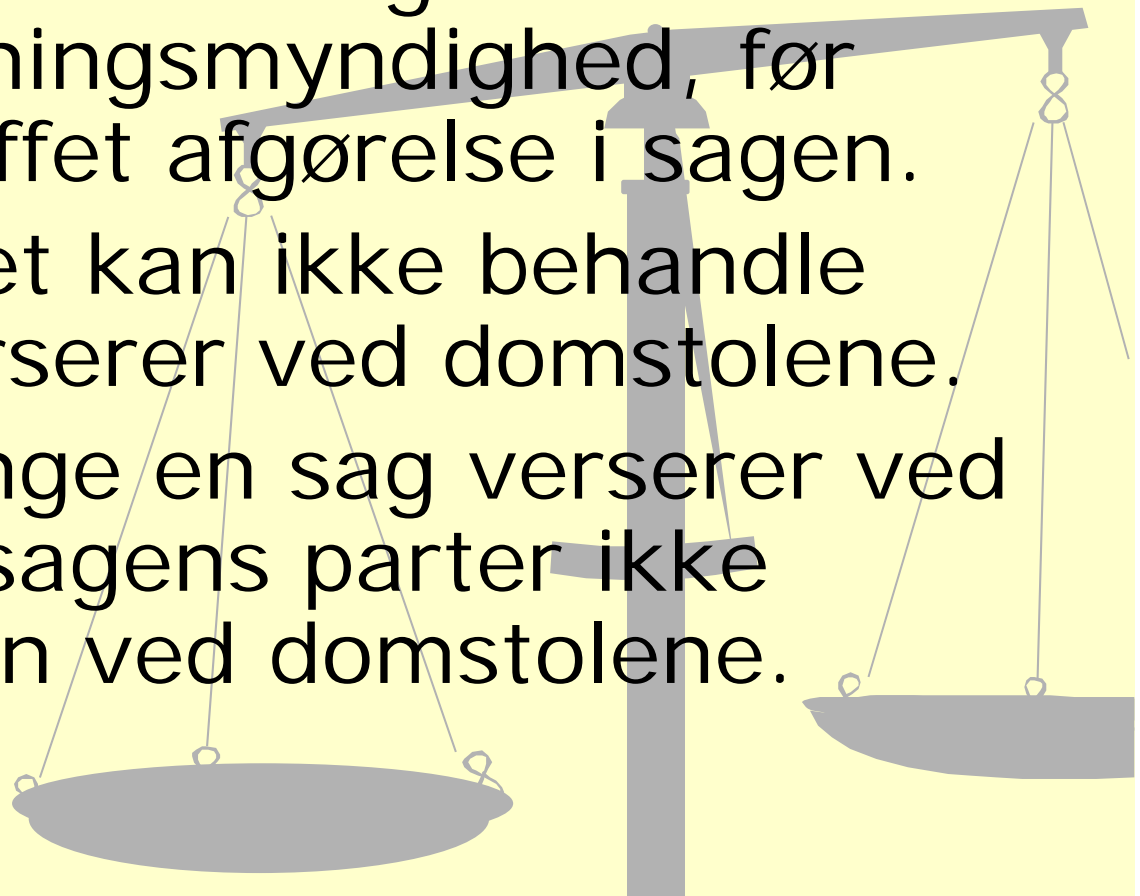 ningsmyndighed, før
ffet afgørelse i sagen.
et kan ikke behandle
rserer ved domstolene.
nge en sag verserer ved
sagens parter ikke
n ved domstolene.